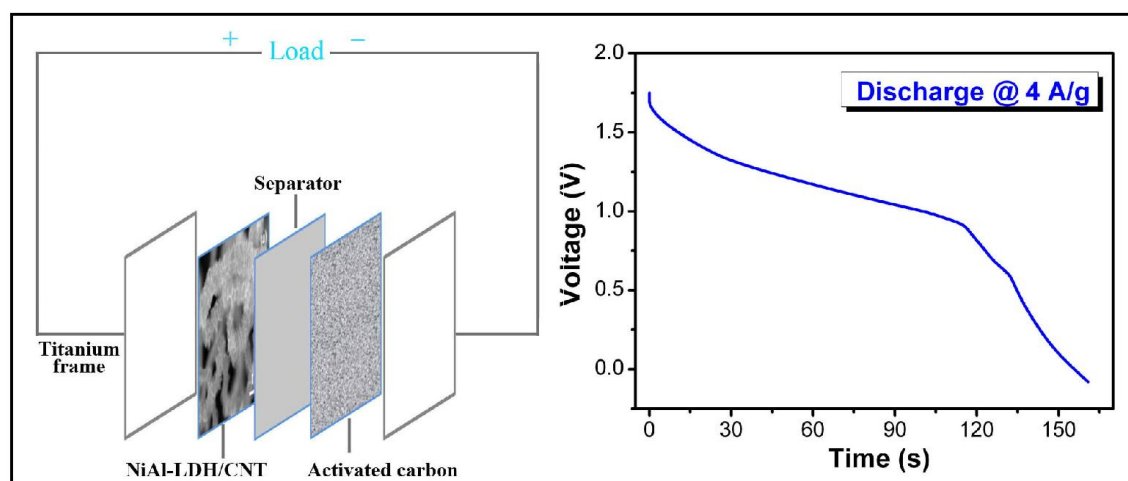 + Load −
Separator
Titanium
frame
NiAl-LDH/CNT
Activated carbon
Discharge @ 4 A/g
Voitage (V)
2.0
1.5
1.0
0.5
0.0
0 30 60 90 120 150
Time (s)